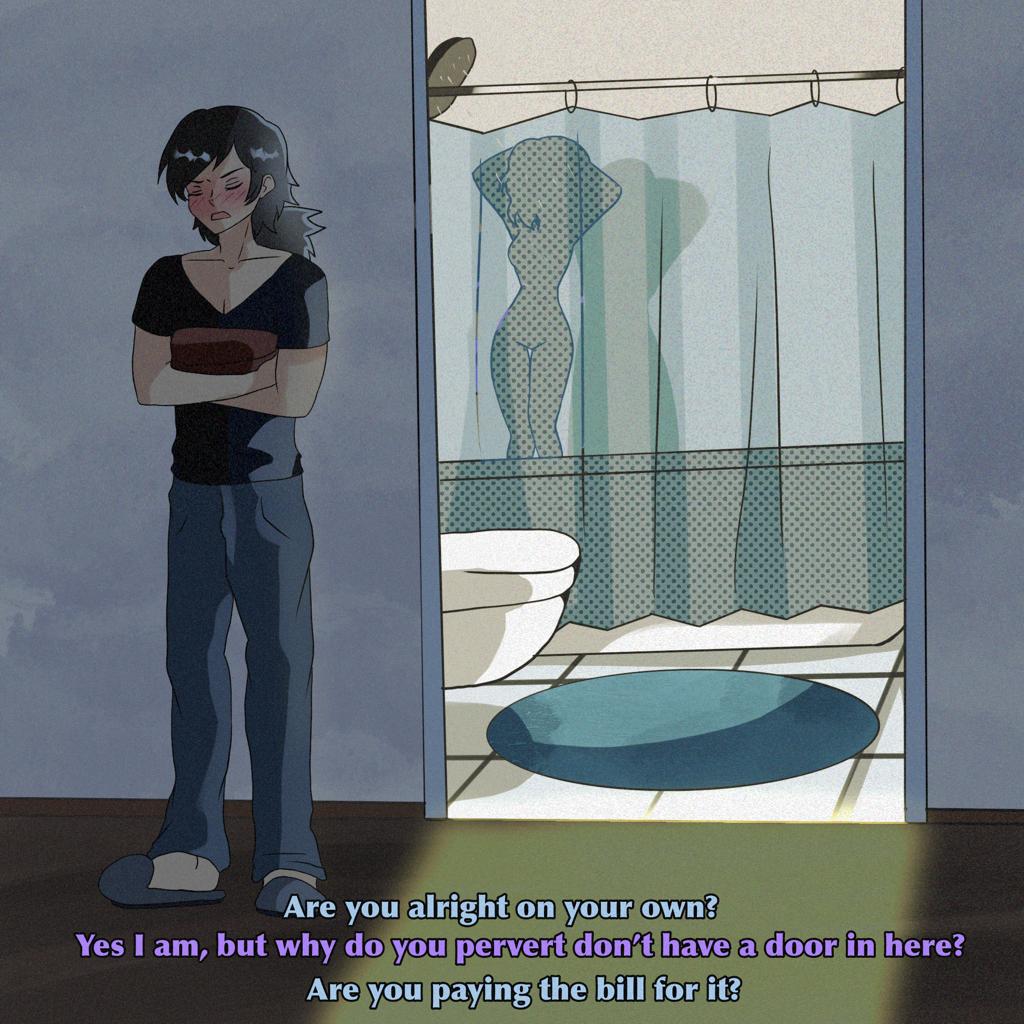 Are you alright on your own?
Yes I am, but why do you pervert don't have a door in here?
Are you paying the bill for it?